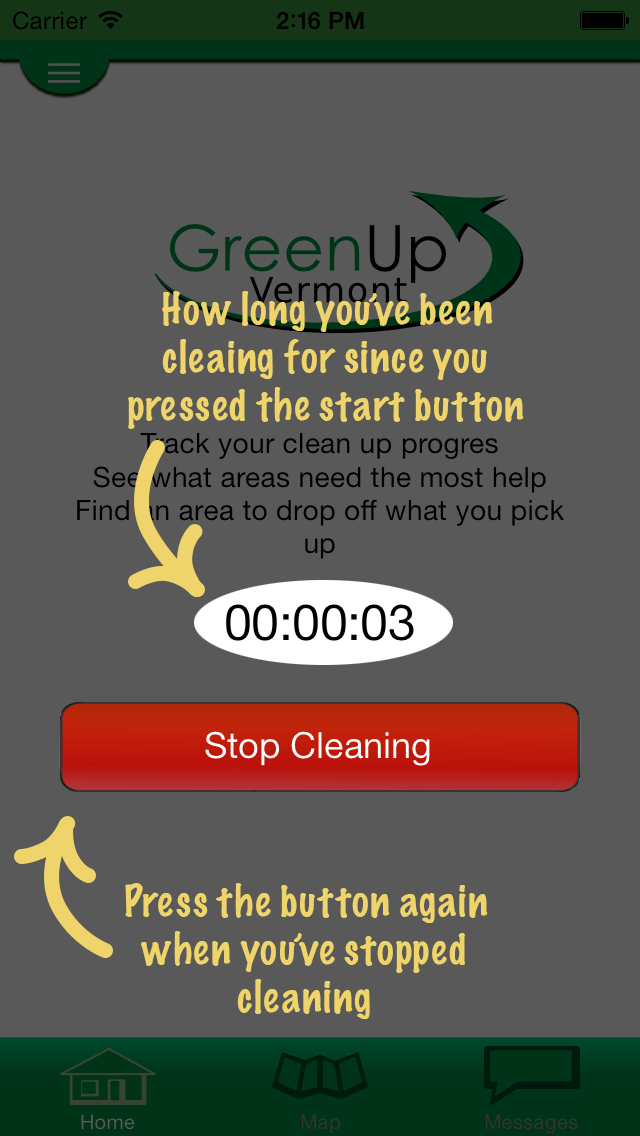 Carrier 2:16 PM
GreenUp
Vermont
How long you've been
cleaing for since you
pressed the start button
Track your clean up progres
See what areas need the most help
Find an area to drop off what you pick
up
00:00:03
Stop Cleaning
Press the button again
when you've stopped
cleaning
Home Map Messages